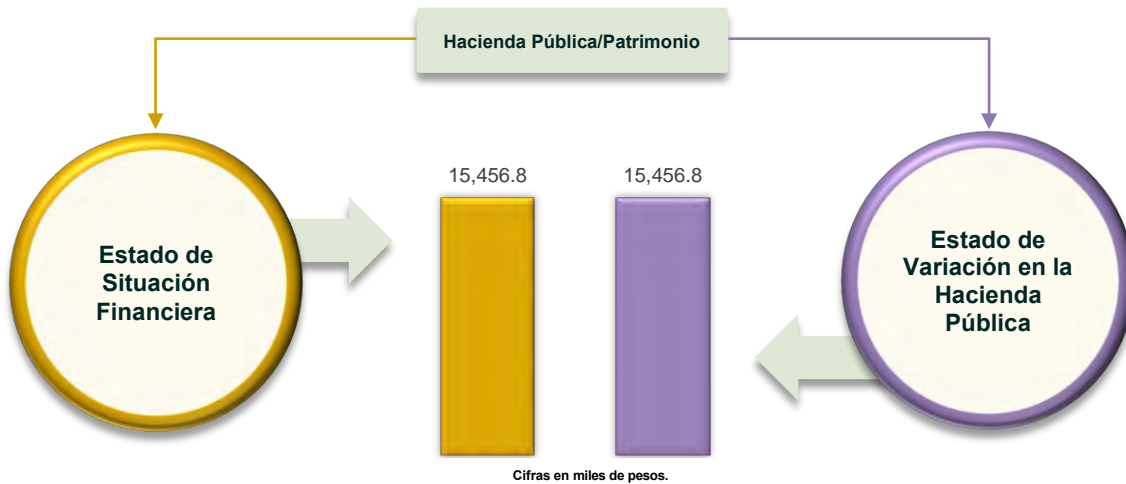 Hacienda Pública/Patrimonio
Estado de
Situación
Financiera
15,456.8
15,456.8
Estado de
Variación en la
Hacienda
Pública
Cifras en miles de pesos.